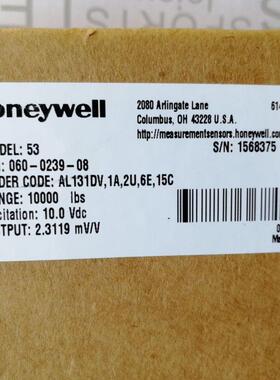 oneywell
2080 Arlingate Lane
Columbus, OH 43228 U.S.A.
http://measurementsensors.honeywell.com
614
S/N: 1568375
DEL: 53
: 060-0239-08
DER CODE: AL131DV,1A,2U,6E,15C
NGE: 10000 lbs
citation: 10.0 Vdc
TPUT: 2.3119 mV/V